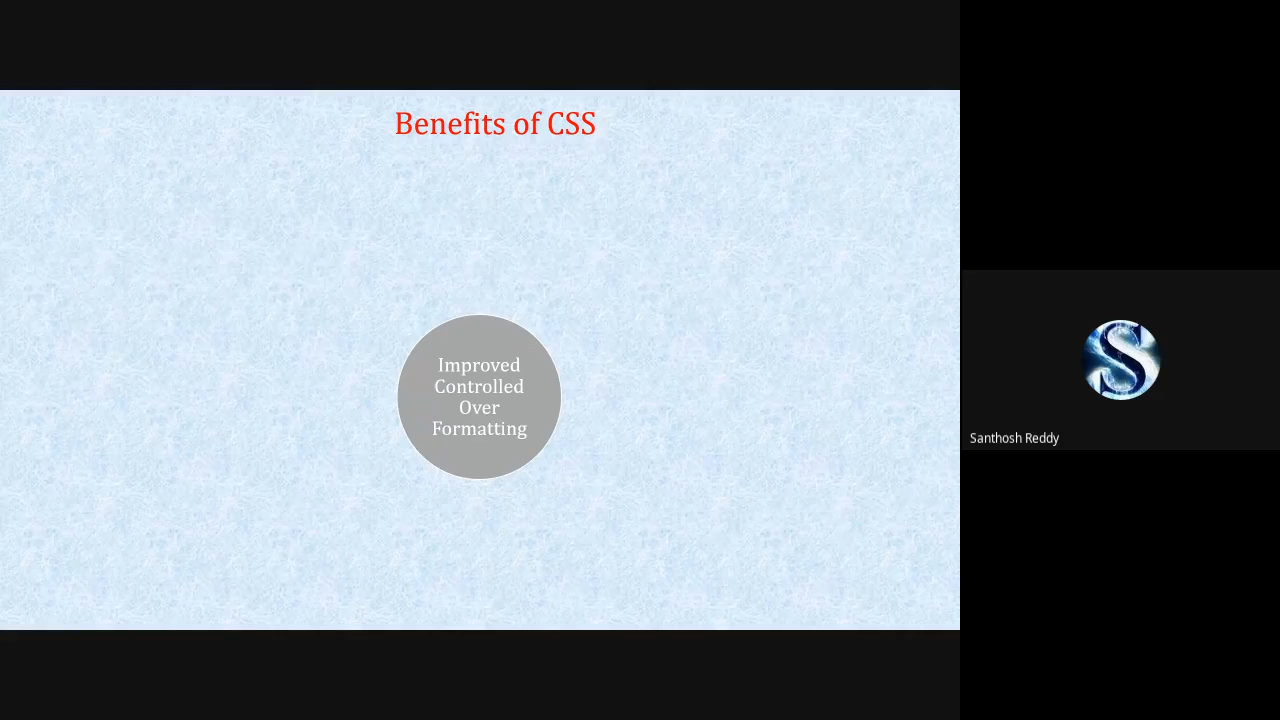 Benefits of CSS
Improved
Controlled
Over
Formatting
S
Santhosh Reddy